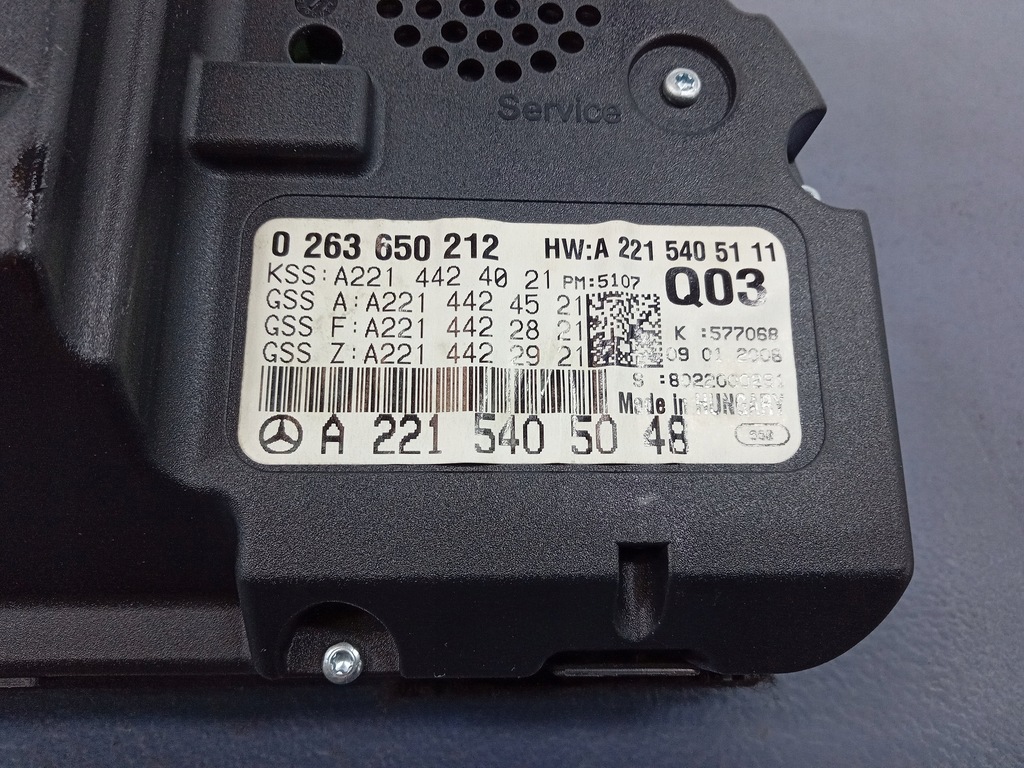 Service
0 263 650 212 HW:A 221 540 51 11
KSS:A221 442 40 21 PM:5107 Q03
GSS A:A221 442 45 21
GSS F:A221 442 28 21 K :577068
GSS Z:A221 442 29 21 09 01 2008
S
Made in HUNGARY
A 221 540 50 48